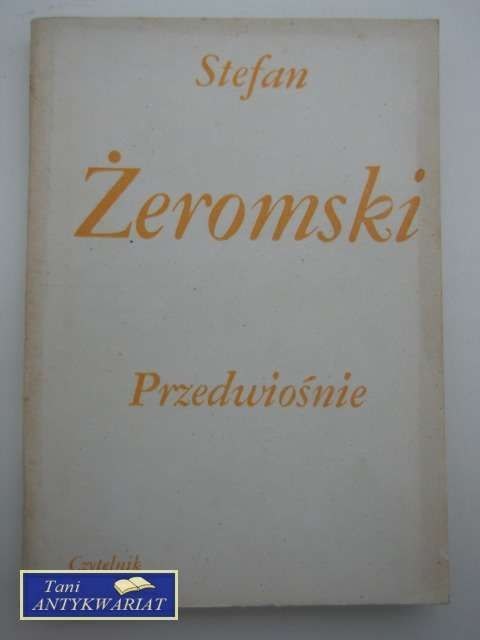 Stefan
Żeromski
Przedwiośnie
Czytelnik
Tani
ANTYKWARIAT